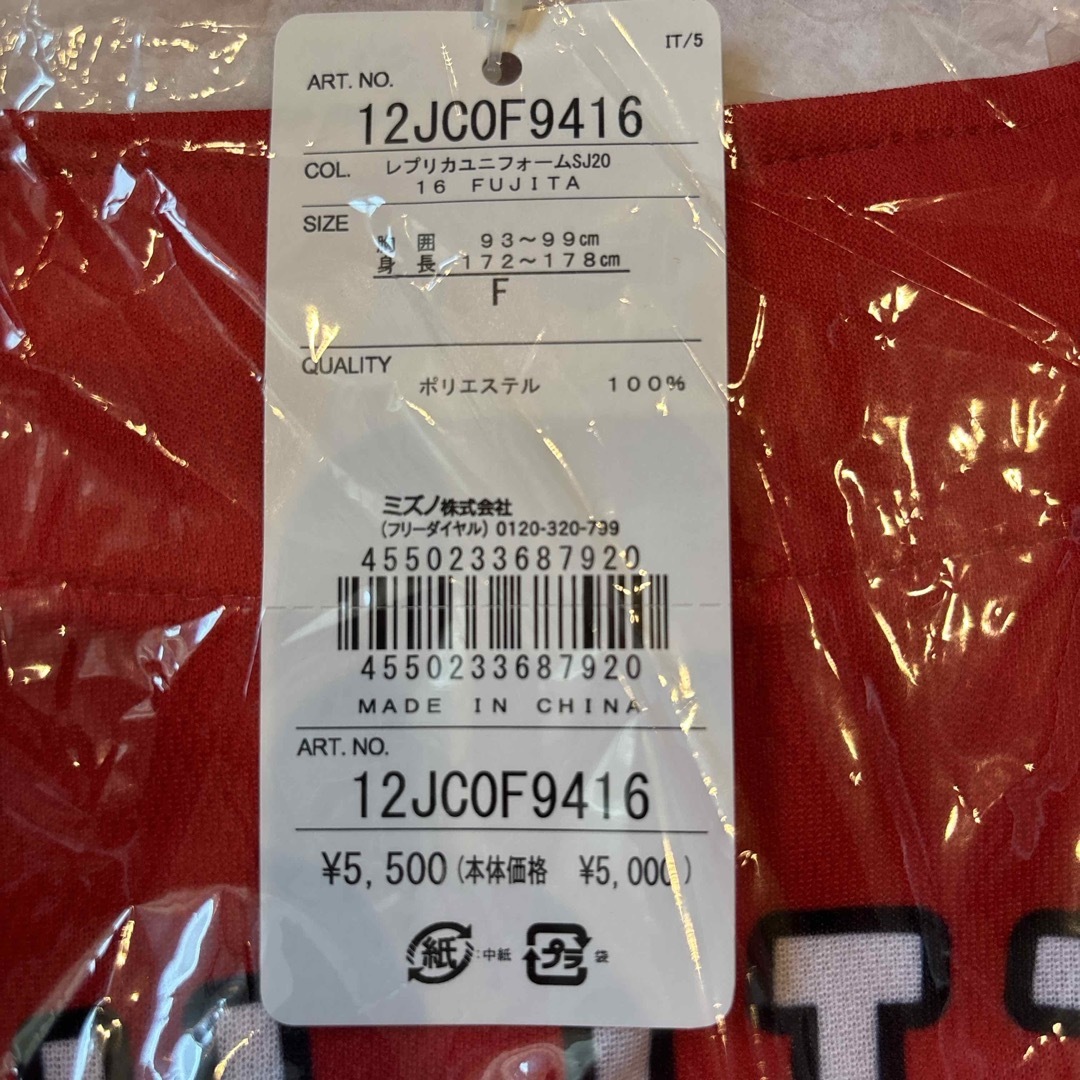 IT/5
ART. NO.
12JC0F9416
COL. レプリカユニフォームSJ20
16 FUJITA
SIZE
胸囲 93～99㎝
身長 172～178㎝
F
QUALITY
ポリエステル 100%
ミズノ株式会社
(フリーダイヤル) 0120-320-799
4550233687920
4550233687920
MADE IN CHINA
ART. NO.
12JC0F9416
¥5,500(本体価格 ¥5,000)
紙:中紙 プラ 袋